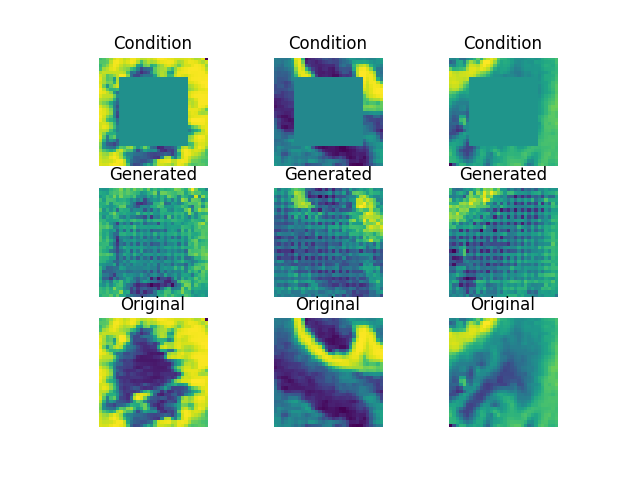 Condition Condition Condition
Generated Generated Generated
Original Original Original